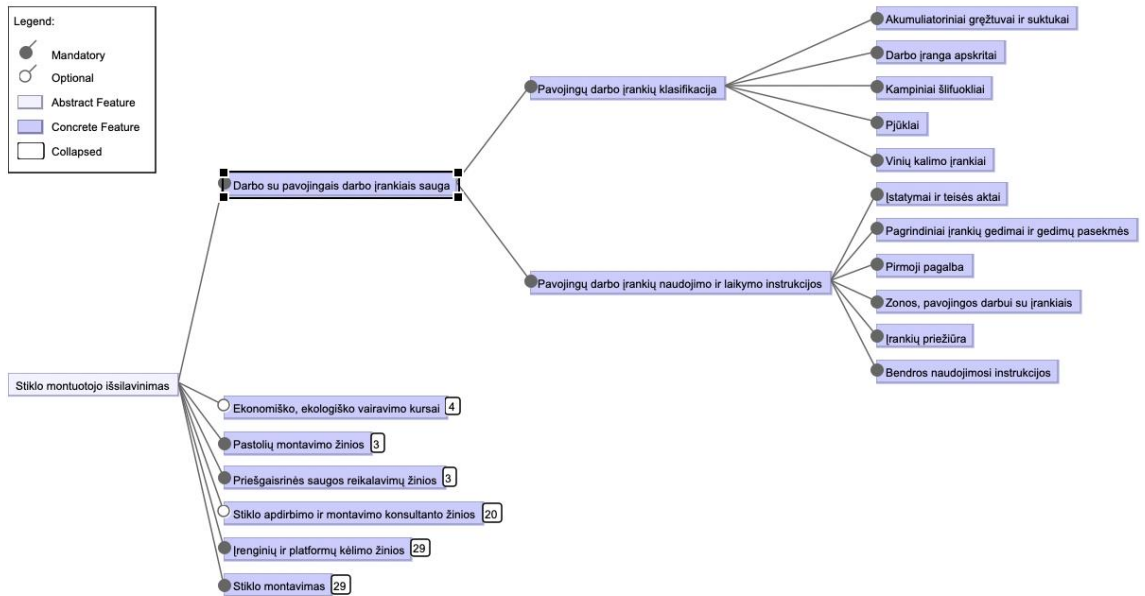 Legend:
Mandatory
Optional
Abstract Feature
Concrete Feature
Collapsed
Stiklo montuotojo išsilavinimas
Darbo su pavojingais darbo įrankiais sauga
Pavojingų darbo įrankių klasifikacija
Akumuliatoriniai gręžtuvai ir suktukai
Darbo įranga apskritai
Kampiniai šlifuokliai
Pjūklai
Vinių kalimo įrankiai
Pavojingų darbo įrankių naudojimo ir laikymo instrukcijos
Įstatymai ir teisės aktai
Pagrindiniai įrankių gedimai ir gedimų pasekmės
Pirmoji pagalba
Zonos, pavojingos darbui su įrankiais
Įrankių priežiūra
Bendros naudojimosi instrukcijos
Ekonomiško, ekologiško vairavimo kursai 4
Pastolių montavimo žinios 3
Priešgaisrinės saugos reikalavimų žinios 3
Stiklo apdirbimo ir montavimo konsultanto žinios 20
Įrenginių ir platformų kėlimo žinios 29
Stiklo montavimas 29